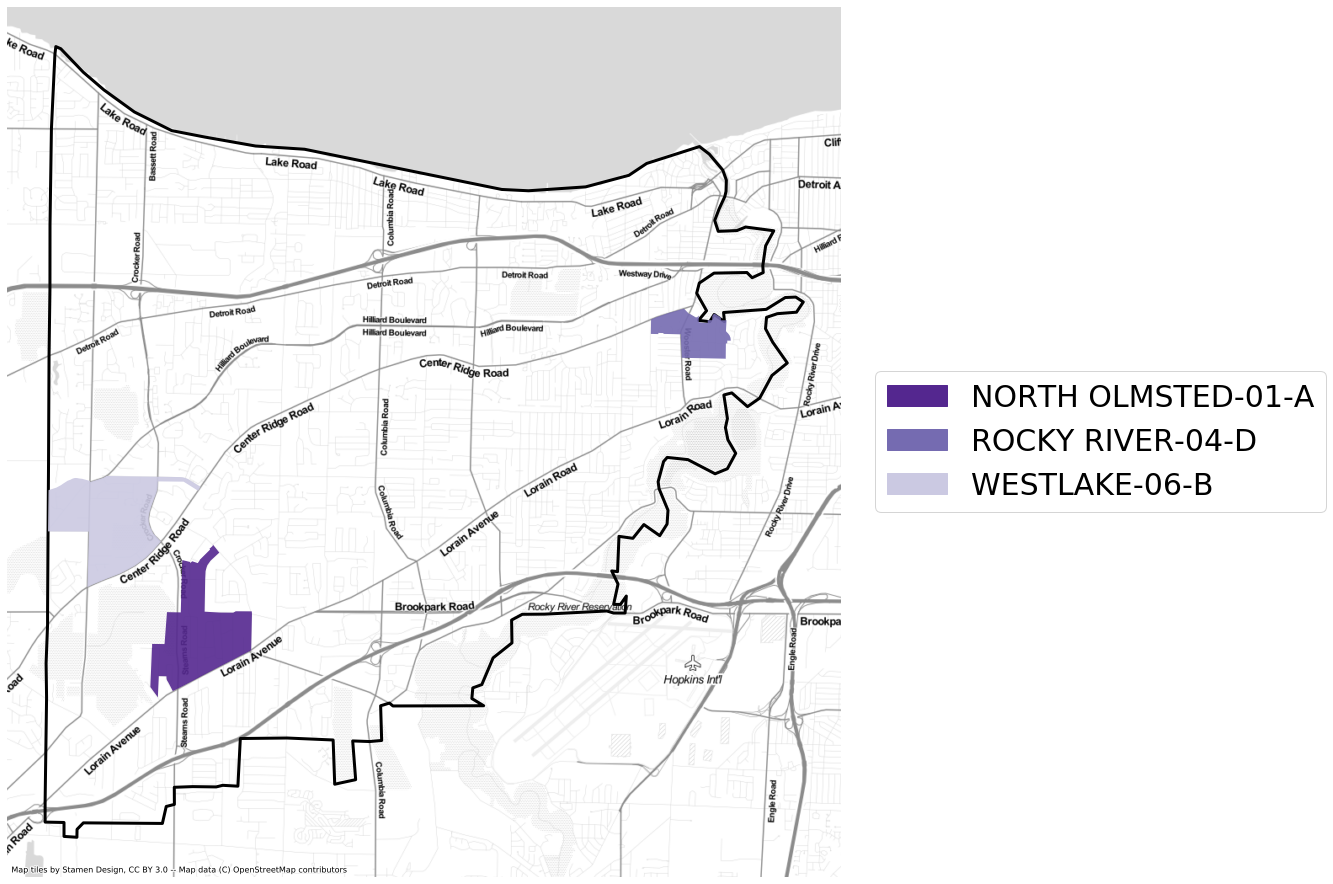 ke Road
Lake Road
Bassett Road
Lake Road
Lake Road
Columbia Road
Lake Road
Detroit Road
Clif
Detroit A
Hilliard R
Crocker Road
Detroit Road
Detroit Road
Westway Drive
Detroit Road
Detroit Road
Hilliard Boulevard
Hilliard Boulevard
Hilliard Boulevard
Hilliard Boulevard
Center Ridge Road
Rocky River Drive
Center Ridge Road
Columbia Road
Lorain Road
Lorain A
NORTH OLMSTED-01-A
ROCKY RIVER-04-D
WESTLAKE-06-B
Lorain Road
Columbia Road
Rocky River Drive
Crocker Road
Lorain Avenue
Center Ridge Road
Brookpark Road
Rocky River Reservation
Brookpark Road
Brookpa
Stearns Road
Lorain Avenue
Engle Road
Hopkins Int'l
oad
Stearns Road
Lorain Avenue
Columbia Road
Engle Road
n Road
Map tiles by Stamen Design, CC BY 3.0 -- Map data (C) OpenStreetMap contributors